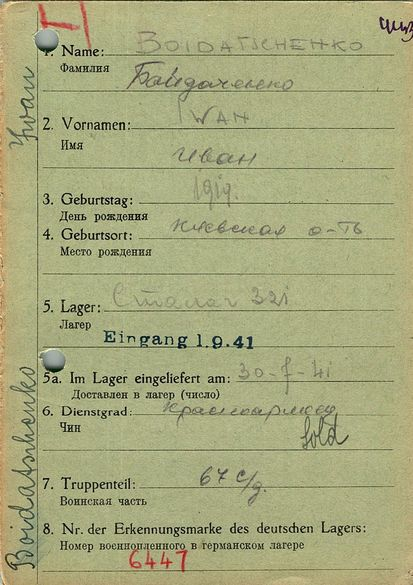 1. Name: BOIDATSCHENKO
Фамилия Байдаченко
2. Vornamen: IWAN
Имя Иван
3. Geburtstag: 1919.
День рождения
4. Geburtsort: Киевская о-ть
Место рождения
5. Lager: Сталаг 321
Лагер
Eingang 1.9.41
5a. Im Lager eingeliefert am: 30-7-41
Доставлен в лагер (число)
6. Dienstgrad: Красноармеец
Чин Sold
7. Truppenteil: 67 с/д.
Воинская часть
8. Nr. der Erkennungsmarke des deutschen Lagers:
Номер военнопленного в германском лагере
6447
Boidatschenko Iwan